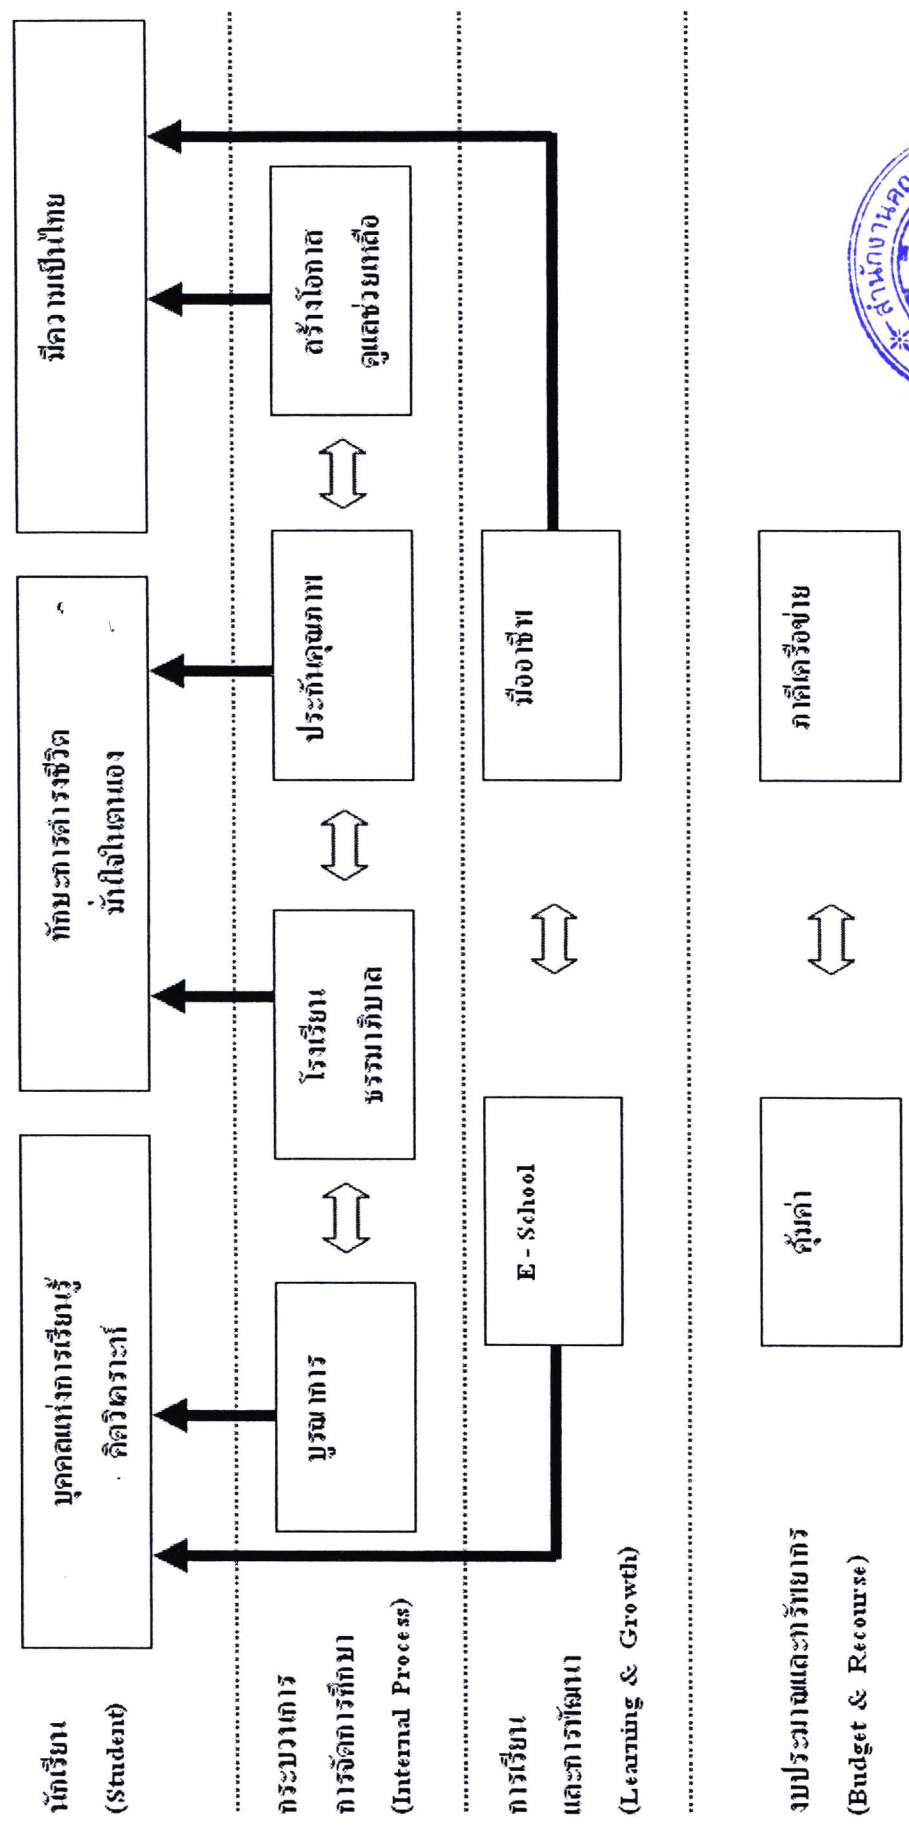 นักเรียน
(Student)
บุคคลแห่งการเรียนรู้
คิดวิเคราะห์
ทักษะการดำรงชีวิต
มั่นใจในตนเอง
มีความเป็นไทย
กระบวนการ
การจัดการศึกษา
(Internal Process)
บูรณาการ
โรงเรียน
ธรรมาภิบาล
ประกันคุณภาพ
สร้างโอกาส
ดูแลช่วยเหลือ
การเรียน
และการพัฒนา
(Learning & Growth)
E - School
มืออาชีพ
งบประมาณและทรัพยากร
(Budget & Recourse)
คุ้มค่า
ภาคีเครือข่าย
สำนักงานคณ